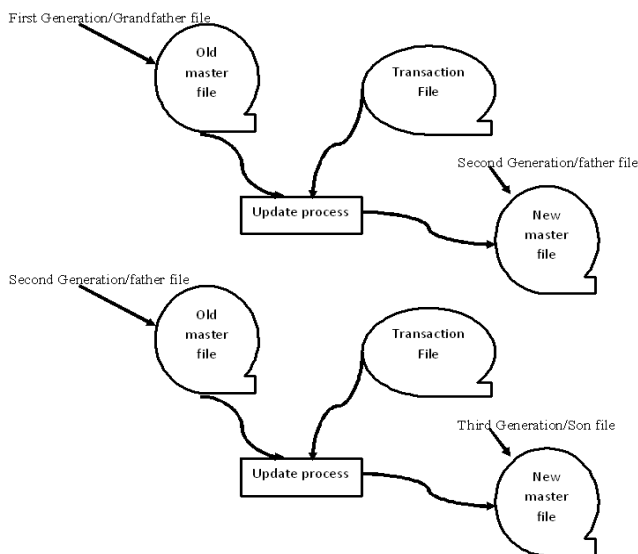 First Generation/Grandfather file
Old
master
file
Transaction
File
Second Generation/father file
Update process
New
master
file
Second Generation/father file
Old
master
file
Transaction
File
Third Generation/Son file
Update process
New
master
file